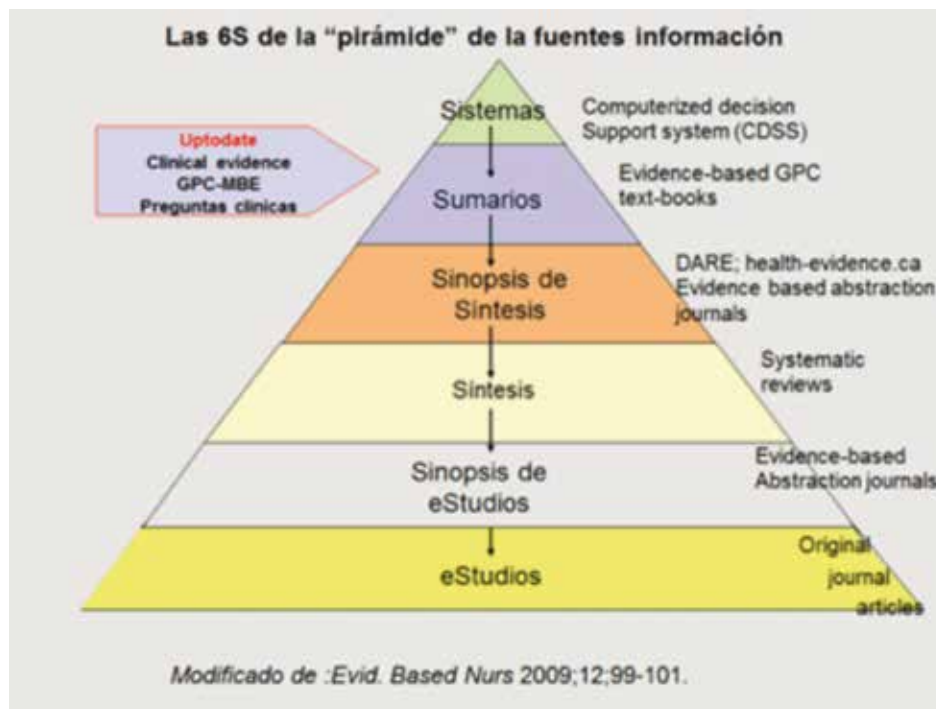 Las 6S de la “pirámide” de la fuentes información
Sistemas
Computerized decision
Support system (CDSS)
Uptodate
Clinical evidence
GPC-MBE
Preguntas clinicas
Sumarios
Evidence-based GPC
text-books
Sinopsis de
Síntesis
DARE; health-evidence.ca
Evidence based abstraction
journals
Síntesis
Systematic
reviews
Sinopsis de
eStudios
Evidence-based
Abstraction journals
eStudios
Original
journal
articles
Modificado de :Evid. Based Nurs 2009;12;99-101.